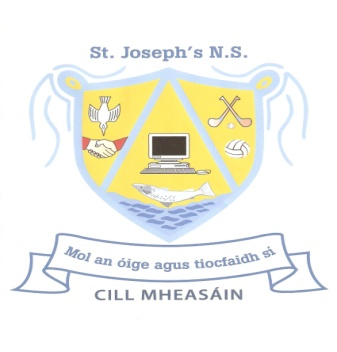 St. Joseph's N.S.
Mol an óige agus tiocfaidh sí
CILL MHEASÁIN